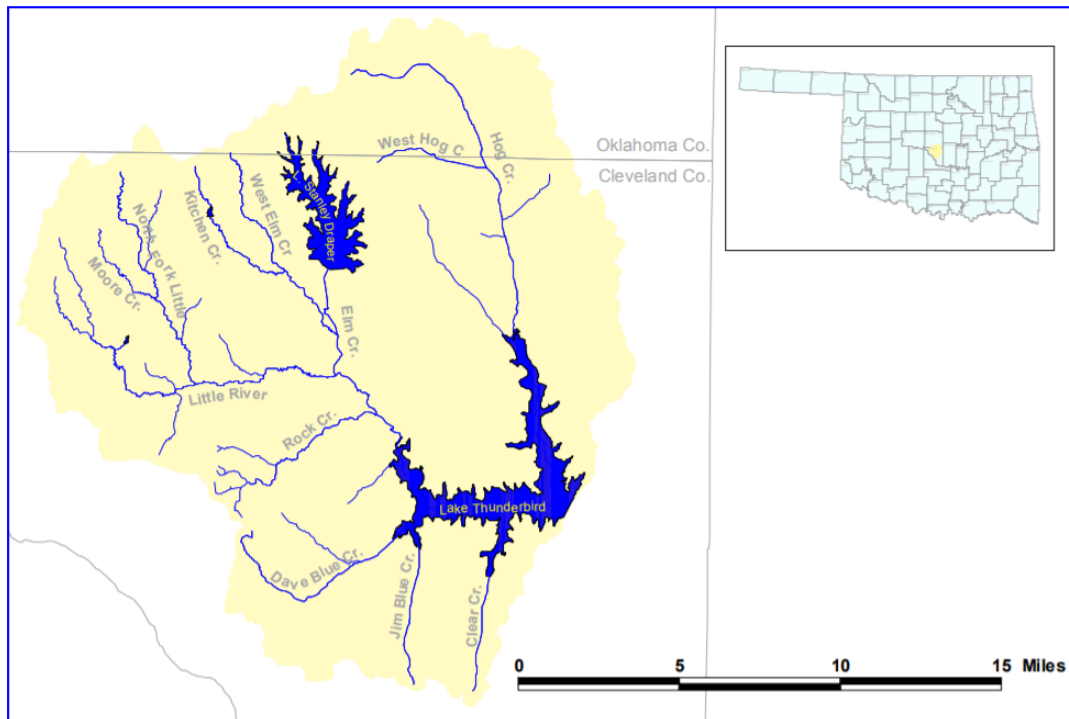 West Hog C
Hog Cr.
Oklahoma Co.
Cleveland Co.
L. Stanley Draper
West Elm Cr
Kitchen Cr.
North Fork Little
Moore Cr.
Elm Cr.
Little River
Rock Cr.
Lake Thunderbird
Dave Blue Cr.
Jim Blue Cr.
Clear Cr.
0 5 10 15 Miles